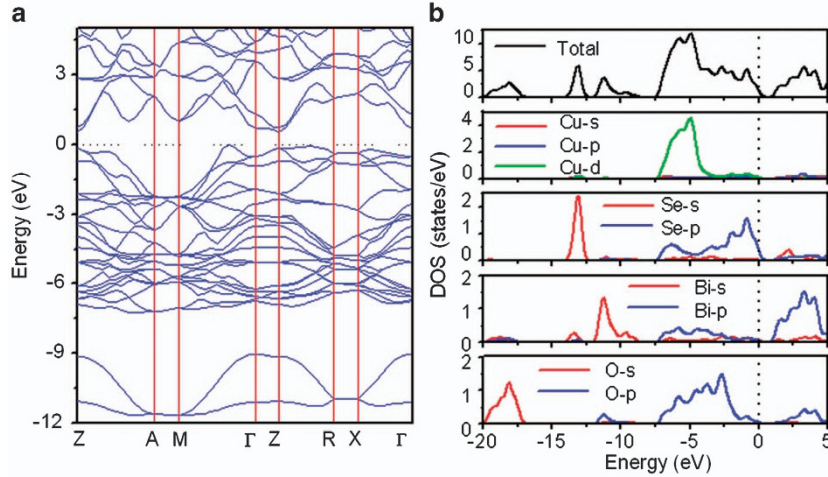 a
3
0
-3
-6
-9
-12
Energy (eV)
Z A M Γ Z R X Γ
b
10
5
0
Total
4
2
0
Cu-s
Cu-p
Cu-d
2
1
0
Se-s
Se-p
2
1
0
Bi-s
Bi-p
2
1
0
O-s
O-p
DOS (states/eV)
-20 -15 -10 -5 0 5
Energy (eV)